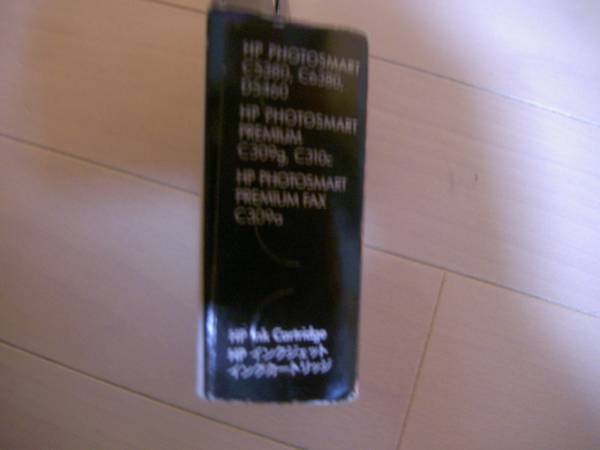 HP PHOTOSMART
C5380, C6380,
D5460
HP PHOTOSMART
PREMIUM
C309g, C310c
HP PHOTOSMART
PREMIUM FAX
C309a
HP Ink Cartridge
HP インクジェット
インクカートリッジ